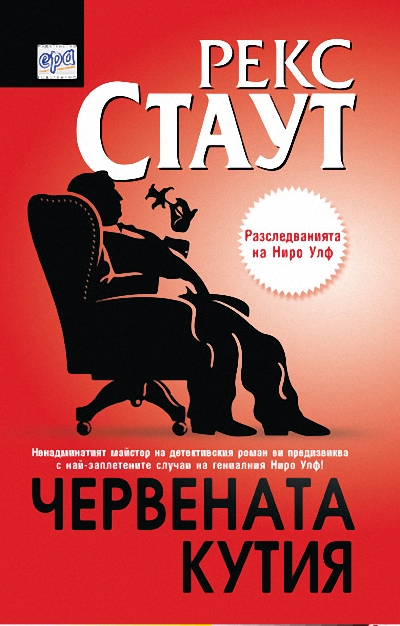 ера
РЕКС
СТАУТ
Разследванията
на Ниро Улф
Ненадминатият майстор на детективския роман ви предизвиква
с най-заплетените случаи на гениалния Ниро Улф!
ЧЕРВЕНАТА
КУТИЯ